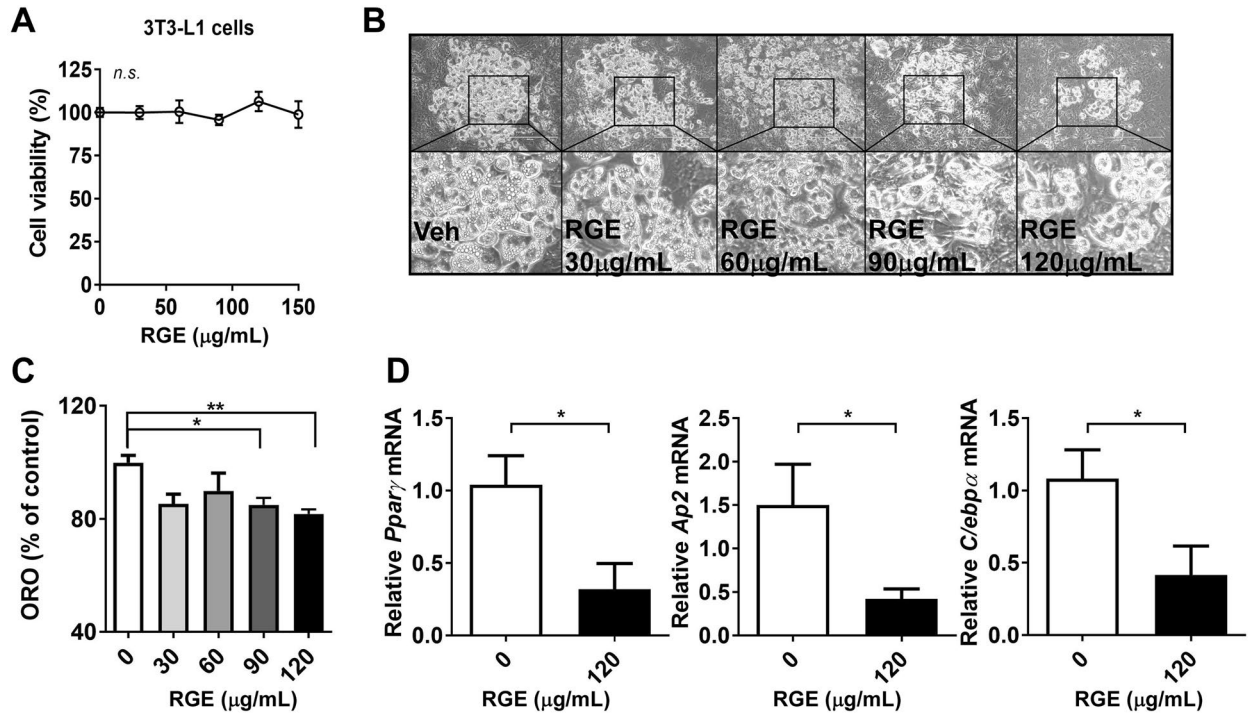 A
3T3-L1 cells
n.s.
Cell viability (%)
125
100
75
50
25
0
0
50
100
150
RGE (μg/mL)
B
Veh
RGE
30μg/mL
RGE
60μg/mL
RGE
90μg/mL
RGE
120μg/mL
C
ORO (% of control)
120
80
40
**
*
0
30
60
90
120
RGE (μg/mL)
D
Relative Pparγ mRNA
1.5
1.0
0.5
0.0
*
0
120
RGE (μg/mL)
Relative Ap2 mRNA
2.5
2.0
1.5
1.0
0.5
0.0
*
0
120
RGE (μg/mL)
Relative C/ebpα mRNA
1.5
1.0
0.5
0.0
*
0
120
RGE (μg/mL)